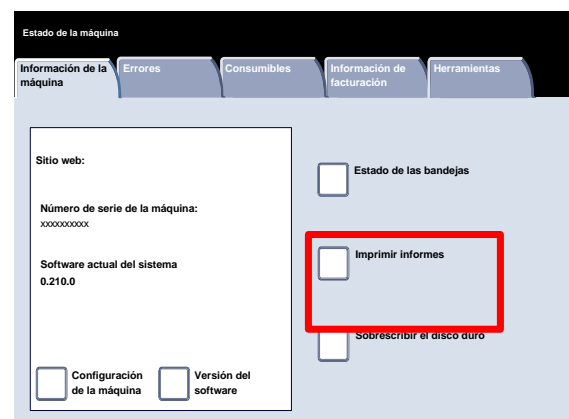 Estado de la máquina
Información de la
máquina
Errores
Consumibles
Información de
facturación
Herramientas
Sitio web:
Número de serie de la máquina:
xxxxxxxxx
Software actual del sistema
0.210.0
Configuración
de la máquina
Versión del
software
Estado de las bandejas
Imprimir informes
Sobrescribir el disco duro